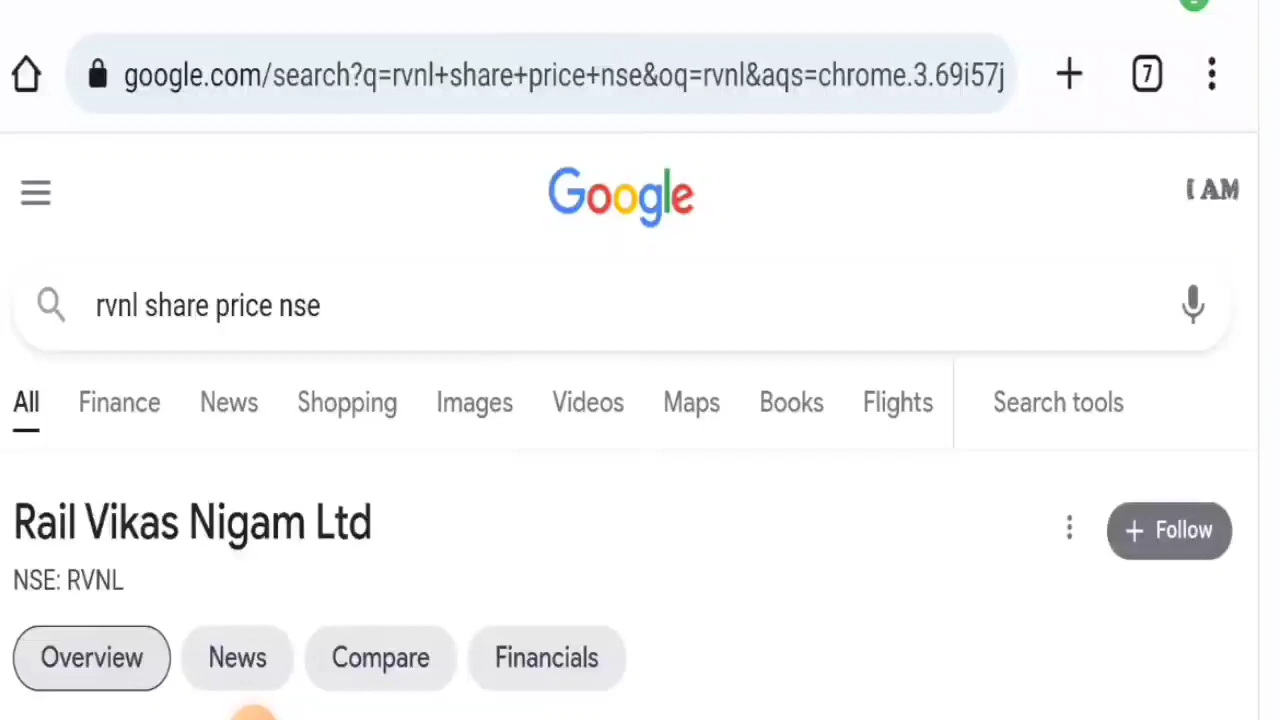 google.com/search?q=rvnl+share+price+nse&oq=rvnl&aqs=chrome.3.69i57j
7
Google
I AM
rvnl share price nse
All Finance News Shopping Images Videos Maps Books Flights Search tools
Rail Vikas Nigam Ltd
+ Follow
NSE: RVNL
Overview News Compare Financials